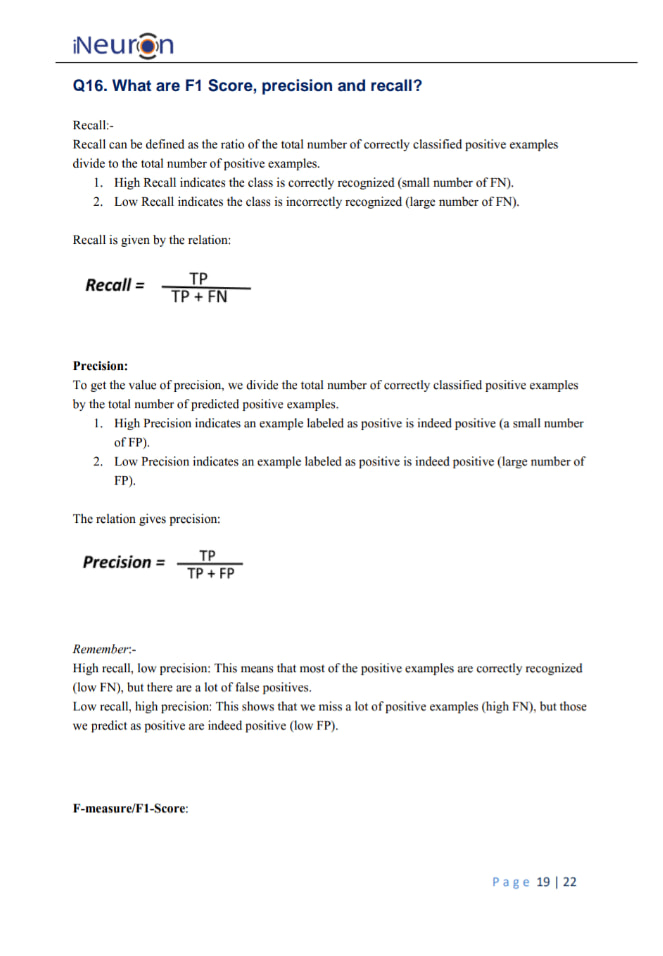 iNeuron
Q16. What are F1 Score, precision and recall?
Recall:-
Recall can be defined as the ratio of the total number of correctly classified positive examples
divide to the total number of positive examples.
1. High Recall indicates the class is correctly recognized (small number of FN).
2. Low Recall indicates the class is incorrectly recognized (large number of FN).
Recall is given by the relation:
Recall =
TP
TP + FN
Precision:
To get the value of precision, we divide the total number of correctly classified positive examples
by the total number of predicted positive examples.
1. High Precision indicates an example labeled as positive is indeed positive (a small number
of FP).
2. Low Precision indicates an example labeled as positive is indeed positive (large number of
FP).
The relation gives precision:
Precision =
TP
TP + FP
Remember:-
High recall, low precision: This means that most of the positive examples are correctly recognized
(low FN), but there are a lot of false positives.
Low recall, high precision: This shows that we miss a lot of positive examples (high FN), but those
we predict as positive are indeed positive (low FP).
F-measure/F1-Score:
Page 19 | 22